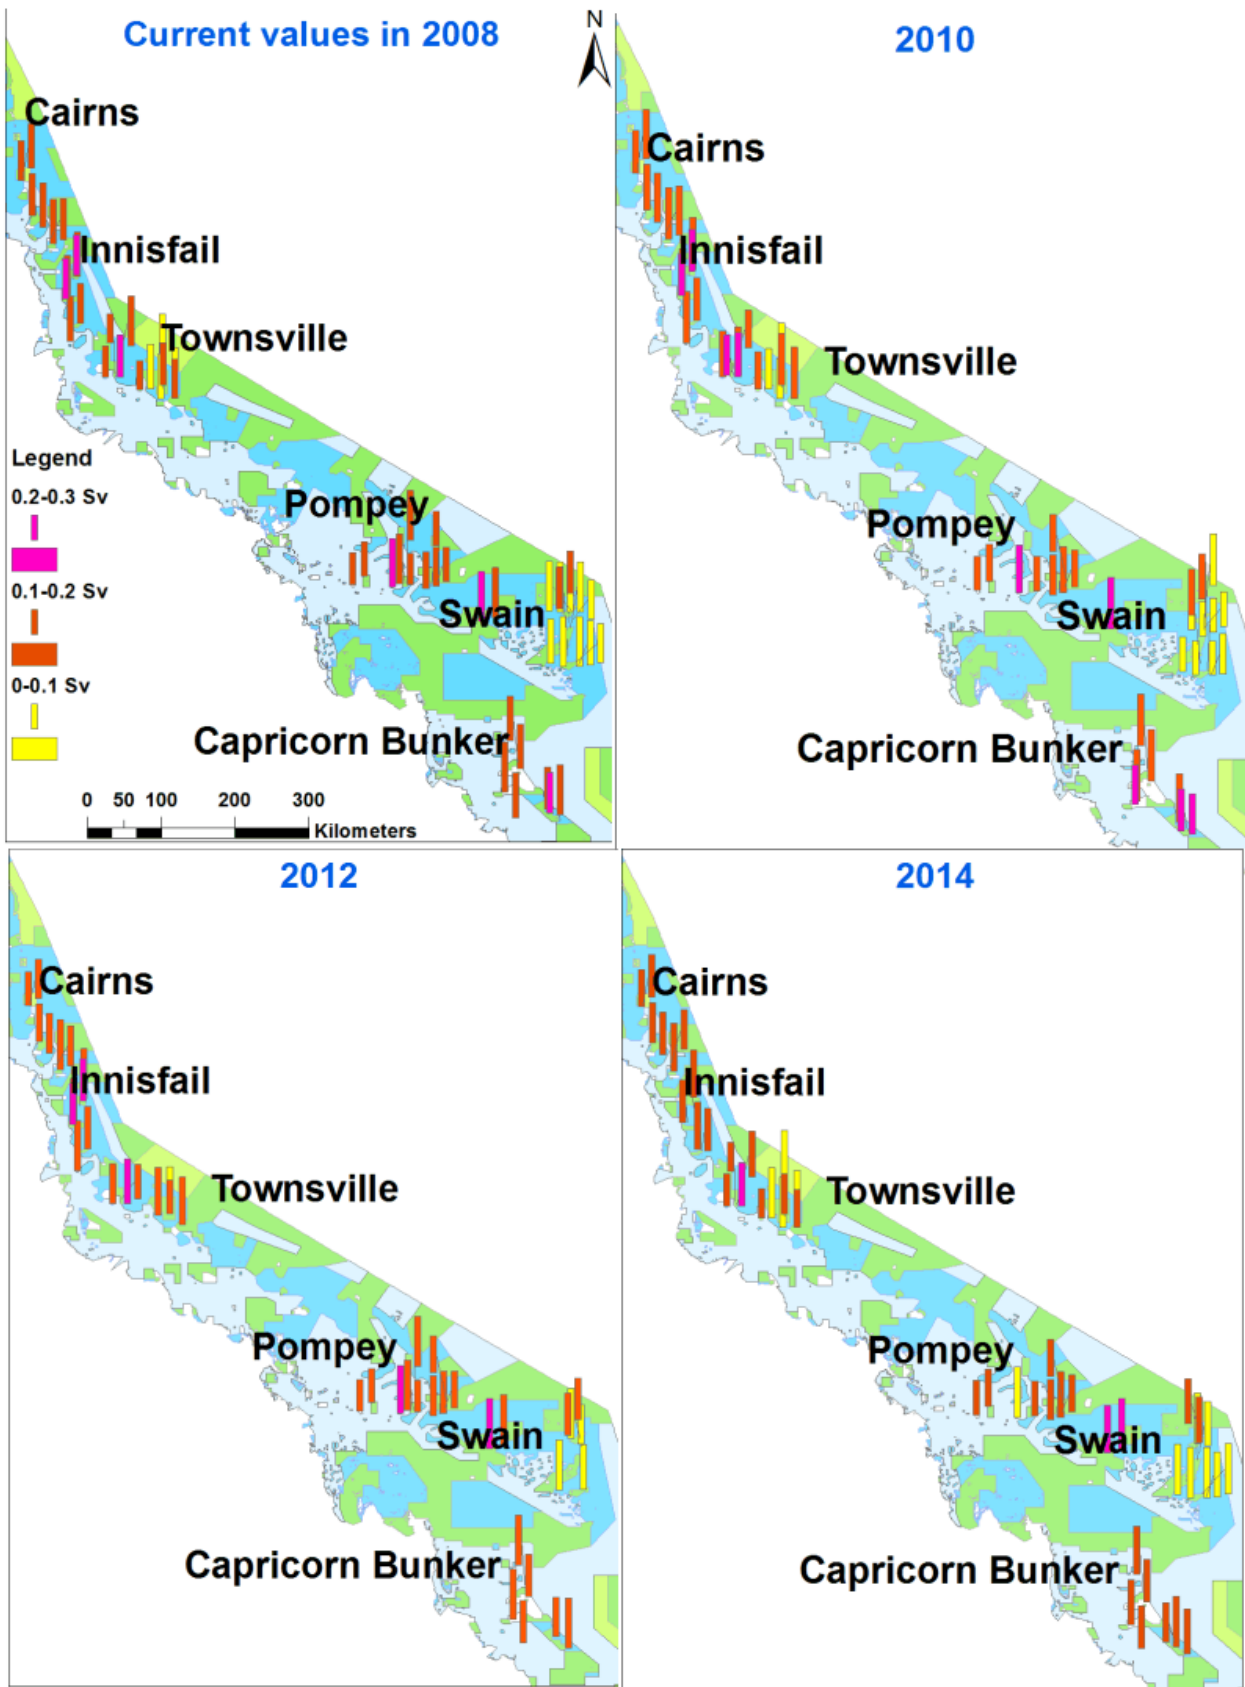 Current values in 2008
N
Cairns
Innisfail
Townsville
Pompey
Swain
Capricorn Bunker
Legend
0.2-0.3 Sv
0.1-0.2 Sv
0-0.1 Sv
0 50 100 200 300
Kilometers
2010
Cairns
Innisfail
Townsville
Pompey
Swain
Capricorn Bunker
2012
Cairns
Innisfail
Townsville
Pompey
Swain
Capricorn Bunker
2014
Cairns
Innisfail
Townsville
Pompey
Swain
Capricorn Bunker